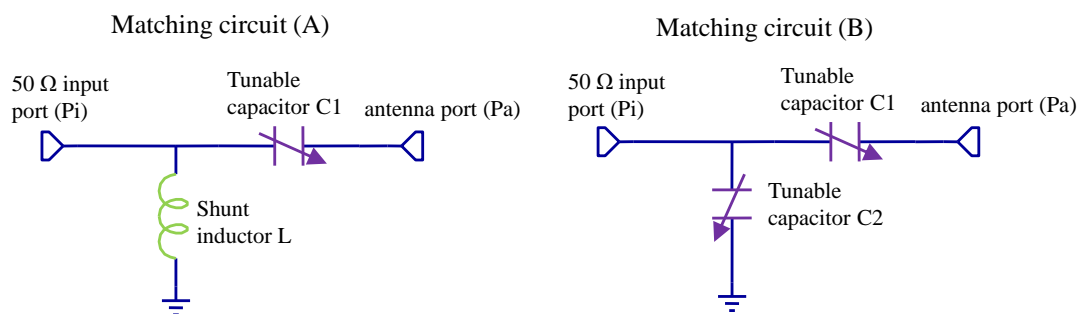 Matching circuit (A)
50 Ω input
port (Pi)
Tunable
capacitor C1
antenna port (Pa)
Shunt
inductor L
Matching circuit (B)
50 Ω input
port (Pi)
Tunable
capacitor C1
antenna port (Pa)
Tunable
capacitor C2